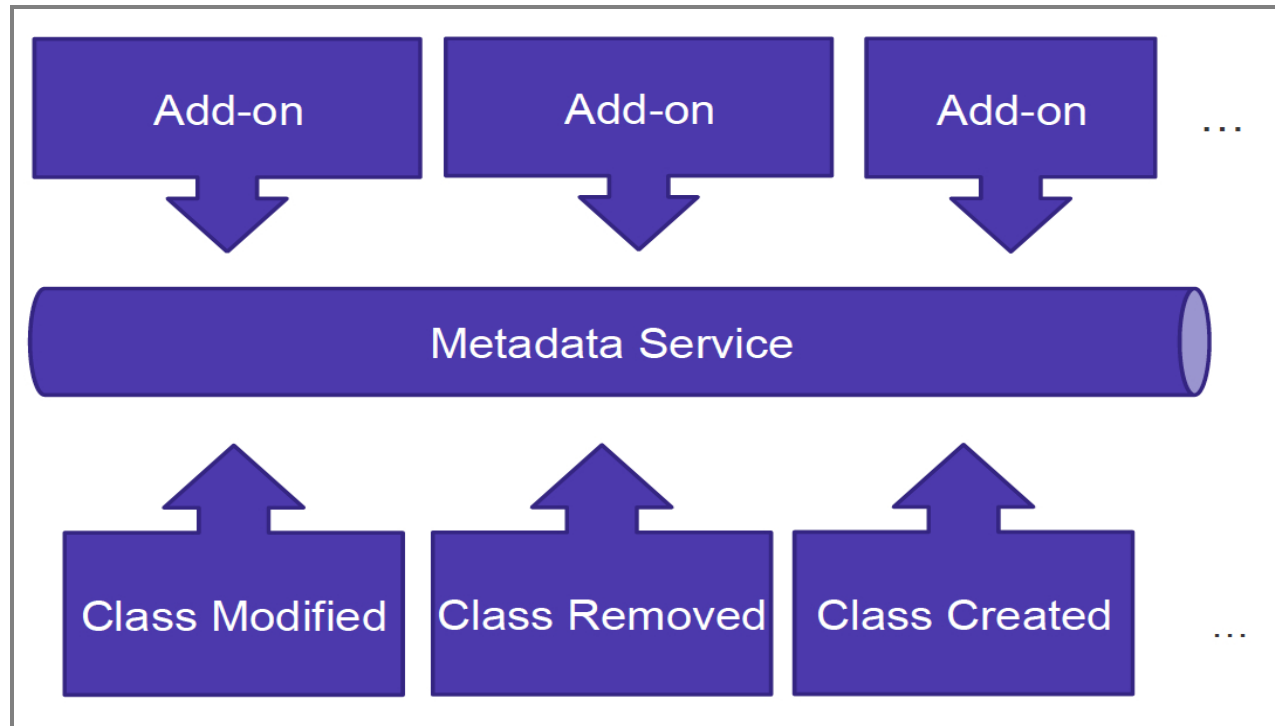 Add-on
Add-on
Add-on
...
Metadata Service
Class Modified
Class Removed
Class Created
...